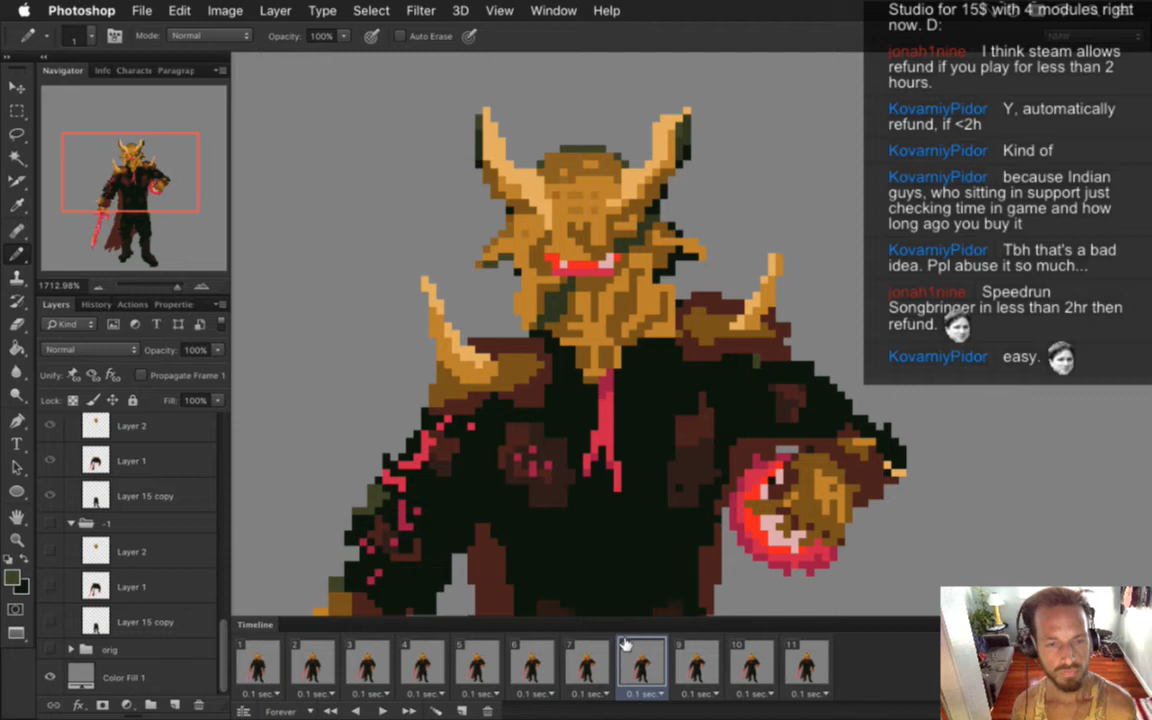 Photoshop File Edit Image Layer Type Select Filter 3D View Window Help
Studio for 15$ with 4 modules right
now. D:
1 Mode: Normal Opacity: 100% Auto Erase
jonah1nine I think steam allows
refund if you play for less than 2
hours.
KovarniyPidor Y, automatically
refund, if <2h
KovarniyPidor Kind of
KovarniyPidor
because Indian
guys, who sitting in support just
checking time in game and how
long ago you buy it
KovarniyPidor Tbh that's a bad
idea. Ppl abuse it so much...
jonah1nine Speedrun
Songbringer in less than 2hr then
refund.
KovarniyPidor easy.
Navigator Info Characte Paragrap
1712.98%
Layers History Actions Propertie
Kind
Normal Opacity: 100%
Unify: Propagate Frame 1
Lock: Fill: 100%
Layer 2
Layer 1
Layer 15 copy
-1
Layer 2
Layer 1
Layer 15 copy
orig
Color Fill 1
fx
Timeline
1 2 3 4 5 6 7 9 10 11
0.1 sec. 0.1 sec. 0.1 sec. 0.1 sec. 0.1 sec. 0.1 sec. 0.1 sec. 0.1 sec. 0.1 sec. 0.1 sec. 0.1 sec.
Forever